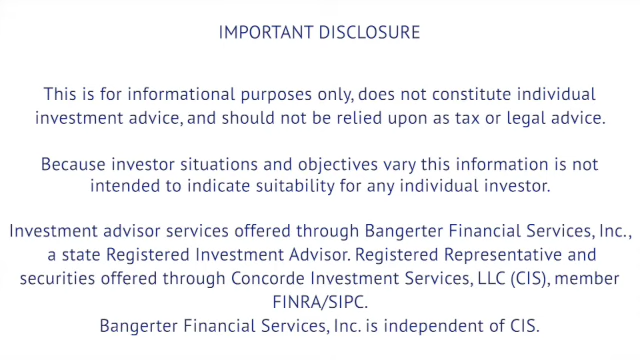 IMPORTANT DISCLOSURE
This is for informational purposes only, does not constitute individual
investment advice, and should not be relied upon as tax or legal advice.
Because investor situations and objectives vary this information is not
intended to indicate suitability for any individual investor.
Investment advisor services offered through Bangerter Financial Services, Inc.,
a state Registered Investment Advisor. Registered Representative and
securities offered through Concorde Investment Services, LLC (CIS), member
FINRA/SIPC.
Bangerter Financial Services, Inc. is independent of CIS.